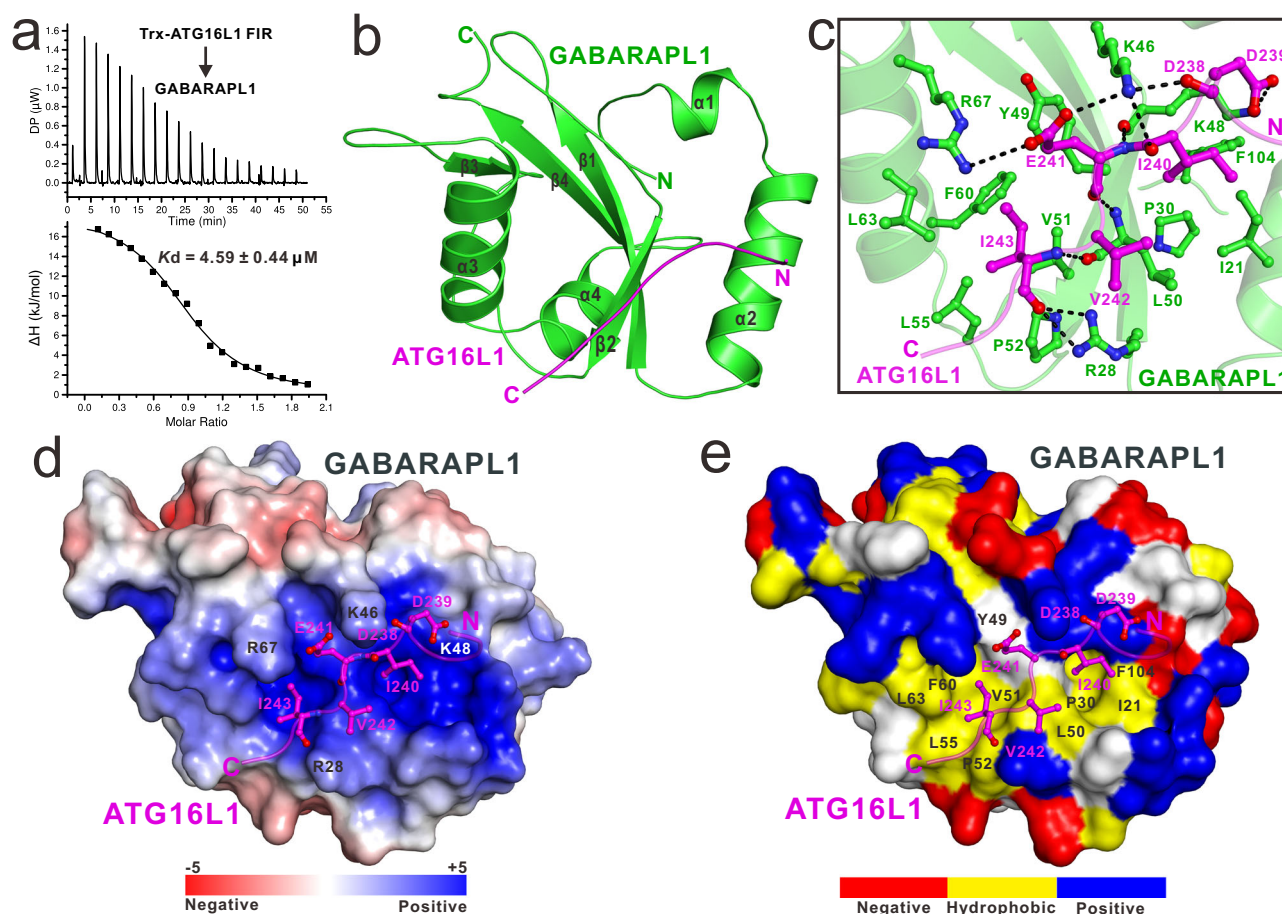 a
Trx-ATG16L1 FIR
GABARAPL1
DP (µW)
1.6
1.4
1.2
1.0
0.8
0.6
0.4
0.2
0.0
0 5 10 15 20 25 30 35 40 45 50 55
Time (min)
Kd = 4.59 ± 0.44 µM
ΔH (kJ/mol)
16
14
12
10
8
6
4
2
0
0.0 0.3 0.6 0.9 1.2 1.5 1.8 2.1
Molar Ratio
b
C
GABARAPL1
α1
β3
β1
β4
N
α3
α4
N
α2
β2
ATG16L1
C
c
K46
D238
D239
R67
Y49
K48
N
E241
I240
F104
F60
L63
V51
P30
I243
I21
V242
L50
L55
P52
C
R28
ATG16L1
GABARAPL1
d
GABARAPL1
K46
D239
N
E241
D238
R67
K48
I240
I243
V242
R28
C
ATG16L1
-5
+5
Negative
Positive
e
GABARAPL1
D239
D238
N
Y49
E241
F104
F60
I240
L63
V51
P30
I21
I243
L50
L55
V242
P52
C
ATG16L1
Negative
Hydrophobic
Positive